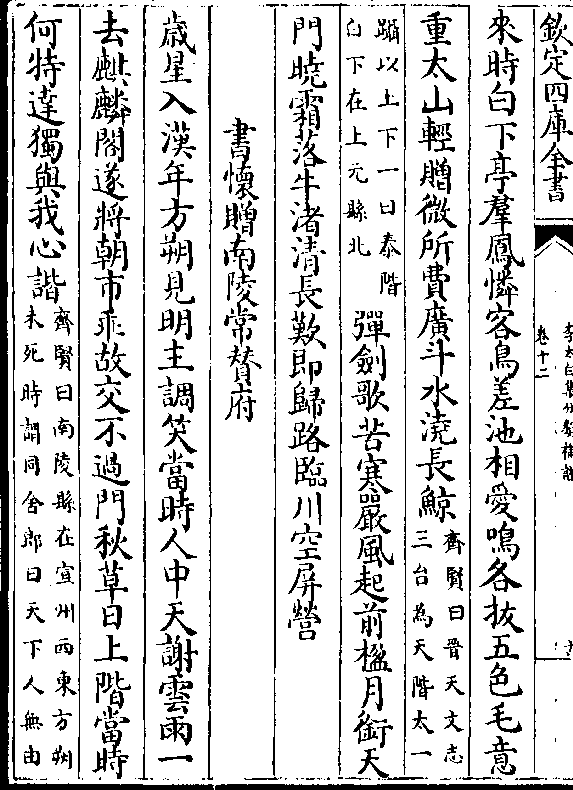 欽定四庫全書
李太白集分類補註
卷十二
來時白下亭羣鳳憐客鳥差池相愛鳴各抜五色毛意
重太山輕贈微所費廣斗水澆長鯨
齊賢曰晉天文志
三台為天階太一
躡以上下一曰泰階
白下在上元縣北
彈劍歌苦寒嚴風起前楹月銜天
門曉霜落牛渚清長歎即歸路臨川空屏營
書懷贈南陵常賛府
歲星入漢年方朔見明主調笑當時人中天謝雲雨一
去麒麟閣遂將朝市乖故交不過門秋草日上階當時
何特達獨與我心諧
齊賢曰南陵縣在宣州西東方朔
未死時謂同舍郎曰天下人無由